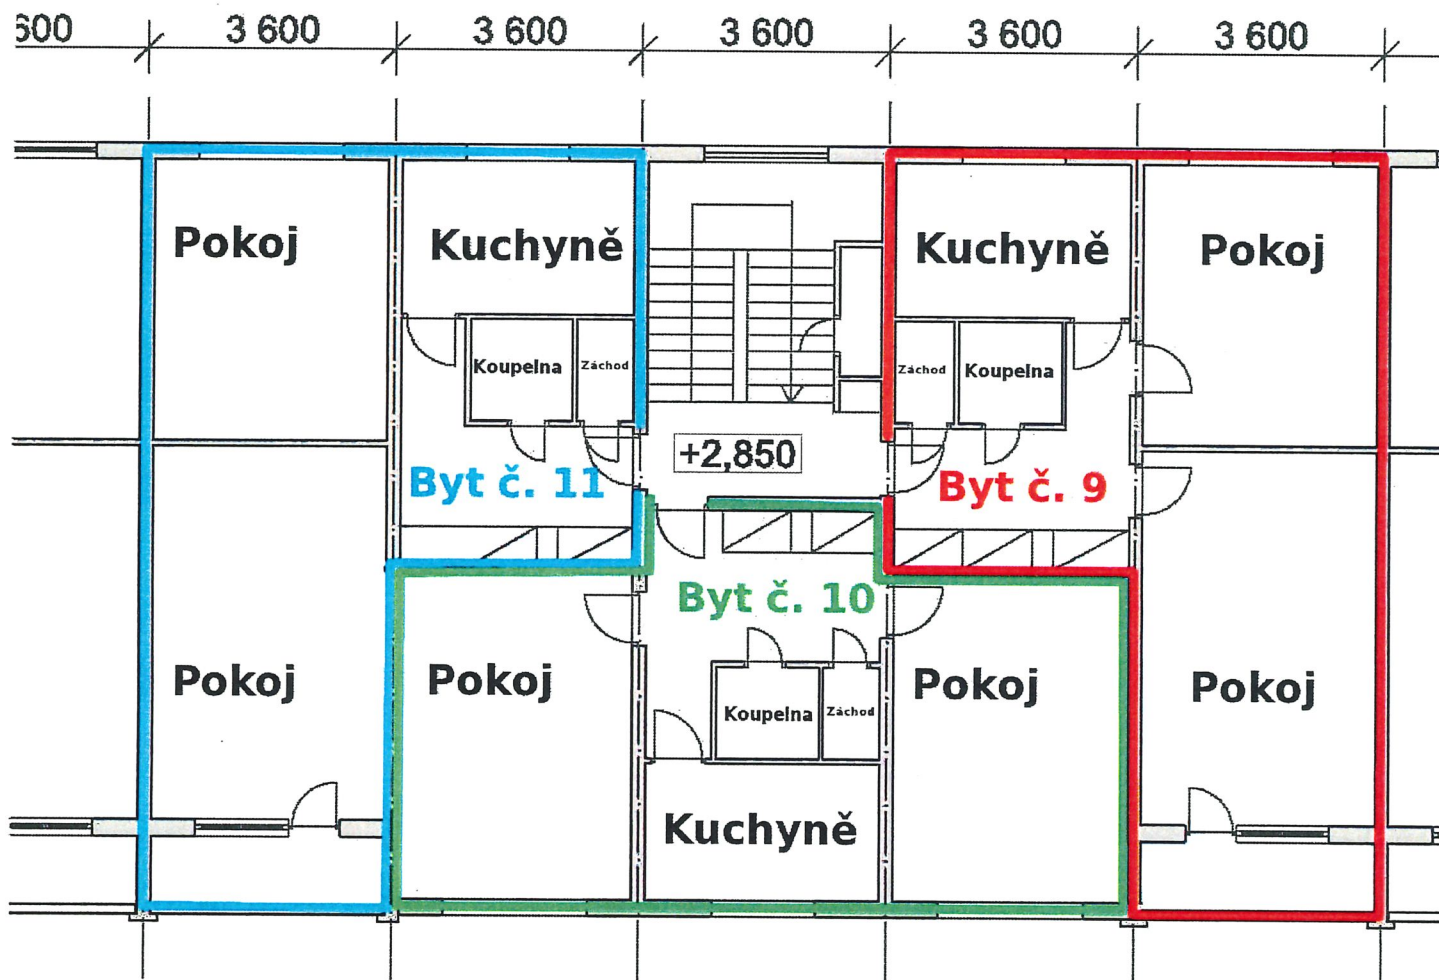 600 3 600 3 600 3 600 3 600 3 600
Pokoj Kuchyně Kuchyně Pokoj
Koupelna Záchod Záchod Koupelna
+2,850
Byt č. 11 Byt č. 9
Byt č. 10
Pokoj Pokoj Pokoj Pokoj
Koupelna Záchod
Kuchyně